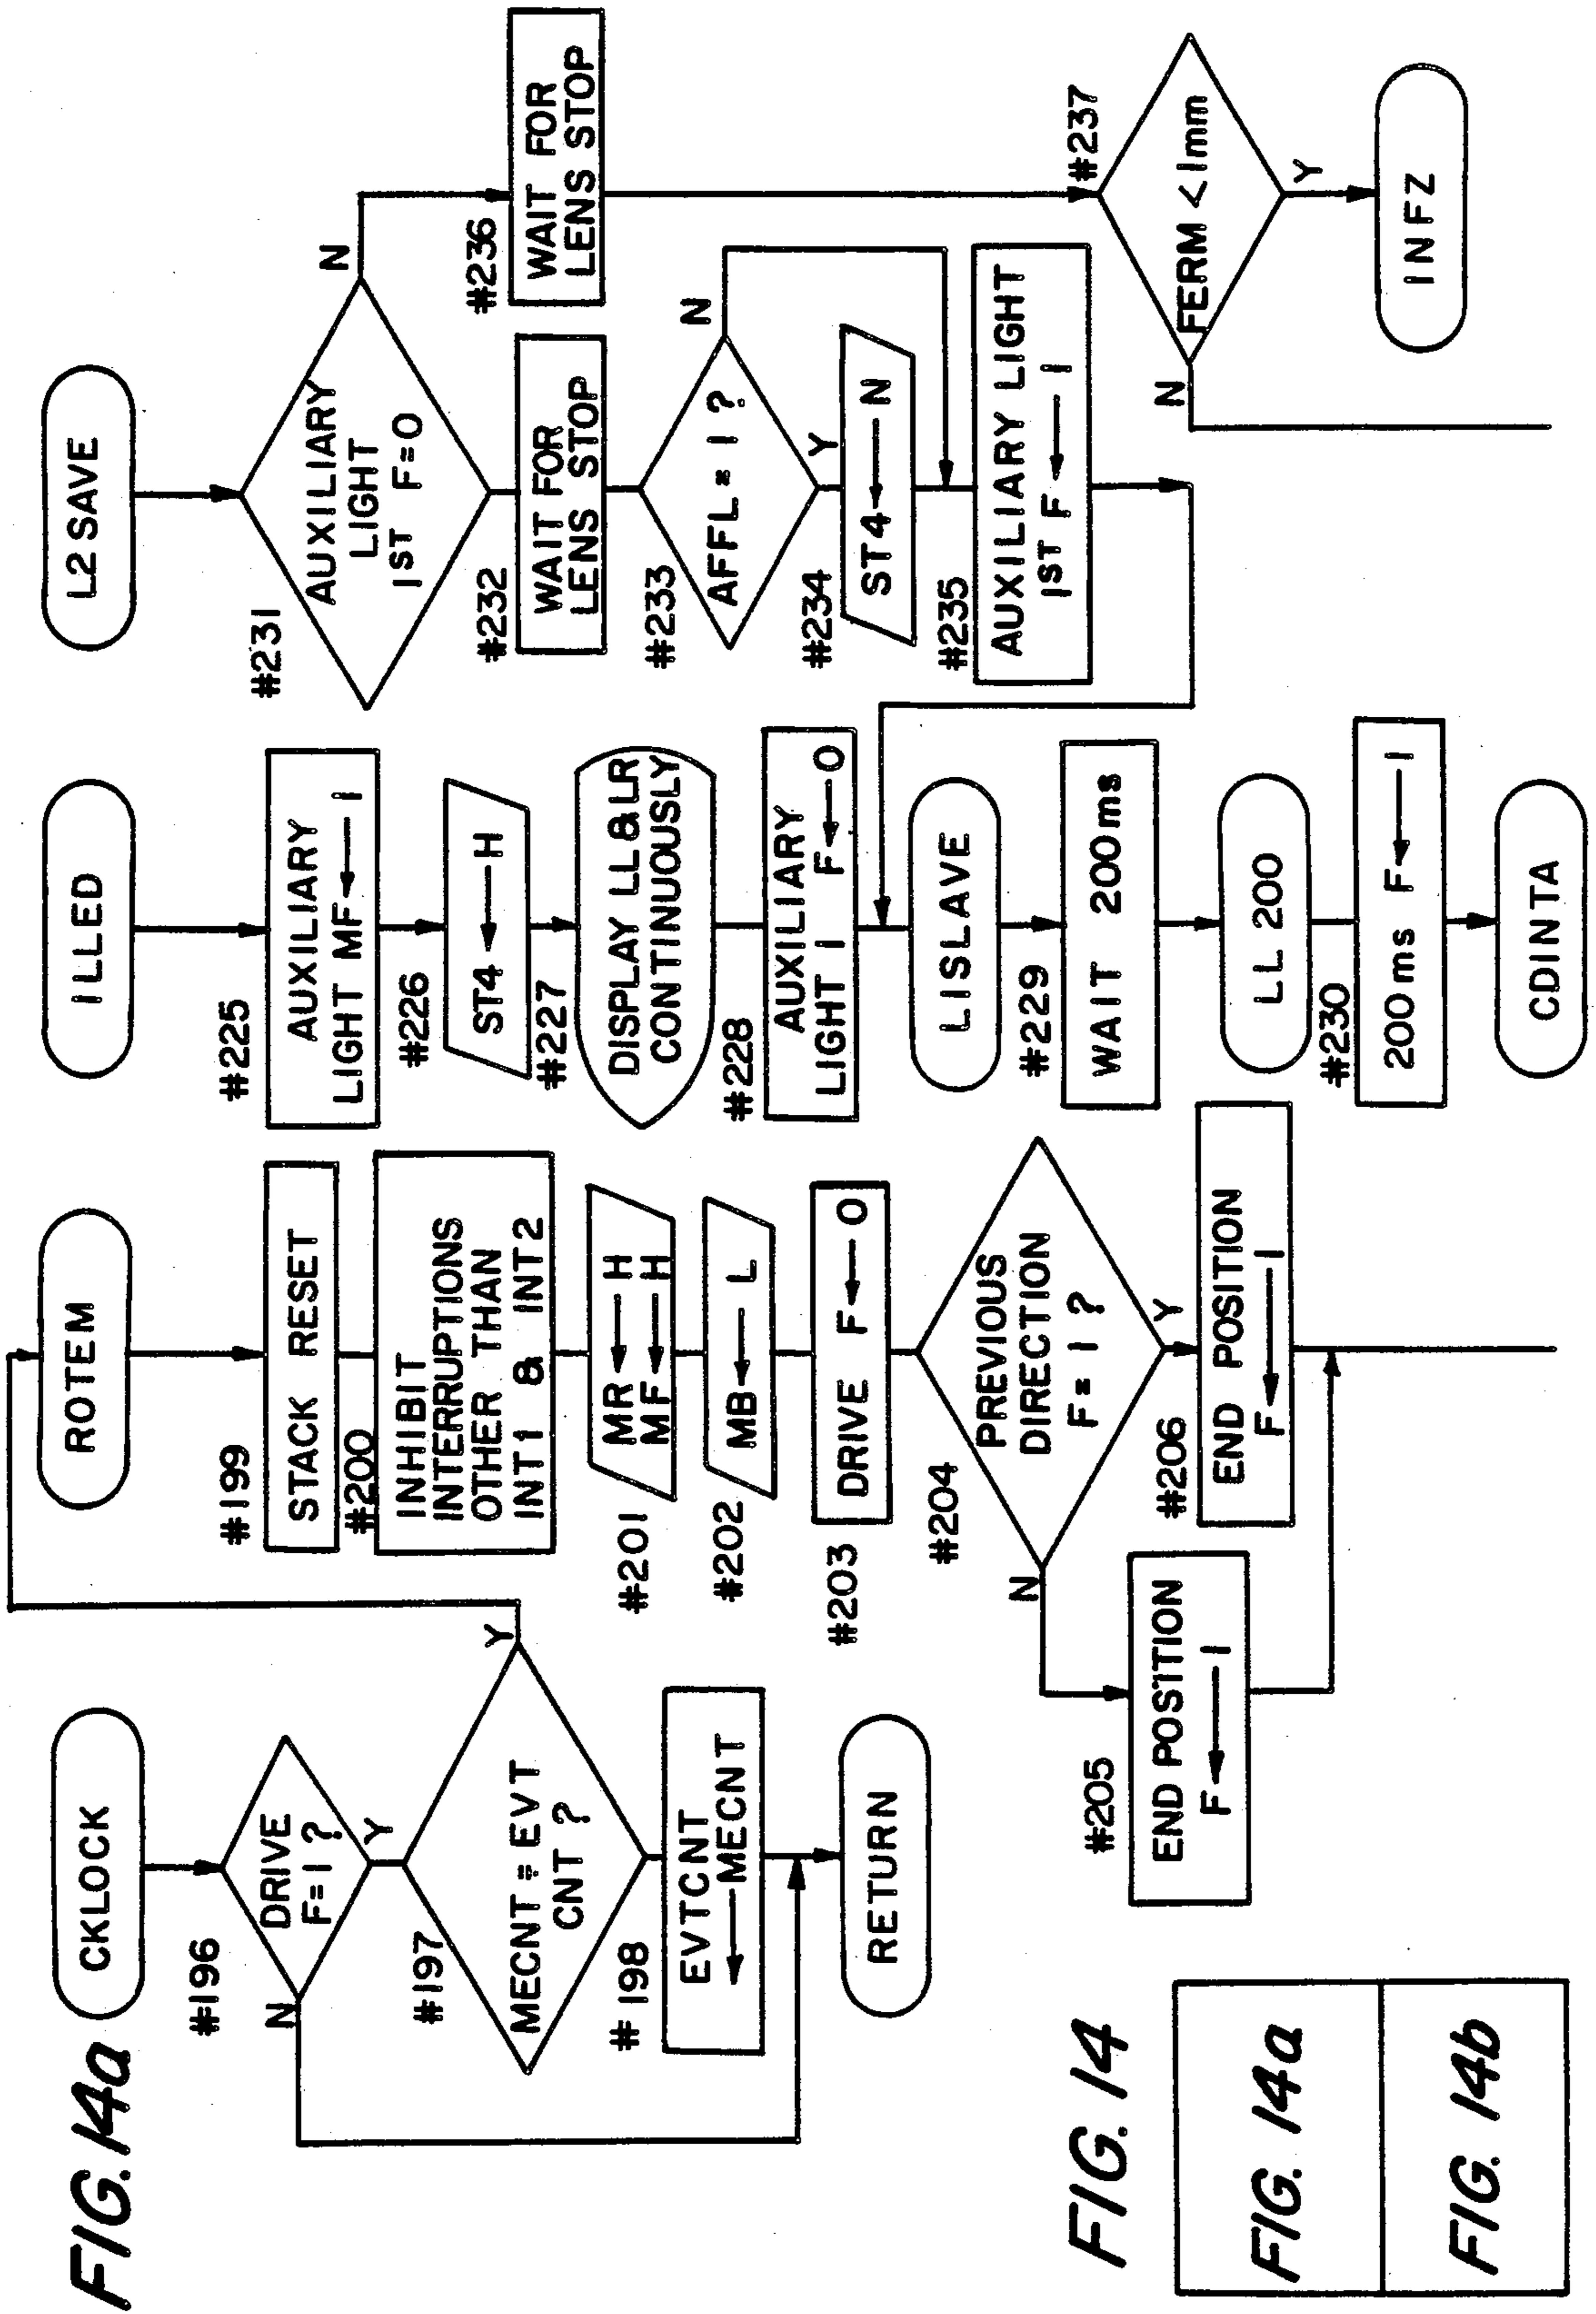 FIG. 14a
CKLOCK
#196
DRIVE
F=1 ?
N
Y
#197
MECNT = EVT
CNT ?
Y
#198
EVTCNT
←MECNT
RETURN
ROTEM
#199
STACK RESET
#200
INHIBIT
INTERRUPTIONS
OTHER THAN
INT1 & INT2
#201
MR ← H
MF ← H
#202
MB ← L
#203
DRIVE F ← 0
#204
PREVIOUS
DIRECTION
F = 1 ?
N
Y
#205
END POSITION
F ← 1
#206
END POSITION
F ← 1
ILLED
#225
AUXILIARY
LIGHT MF ← 1
#226
ST4 ← H
#227
DISPLAY LL&LR
CONTINUOUSLY
#228
AUXILIARY
LIGHT 1 F ← 0
LISLAVE
#229
WAIT 200ms
LL 200
#230
200ms F ← 1
CDINTA
L2 SAVE
#231
AUXILIARY
LIGHT
1ST F=0
N
#232
WAIT FOR
LENS STOP
#233
AFFL = 1 ?
N
Y
#234
ST4 ← N
#235
AUXILIARY LIGHT
1ST F ← 1
#236
WAIT FOR
LENS STOP
#237
FERM < 1mm
N
Y
INFZ
FIG. 14
FIG. 14a
FIG. 14b